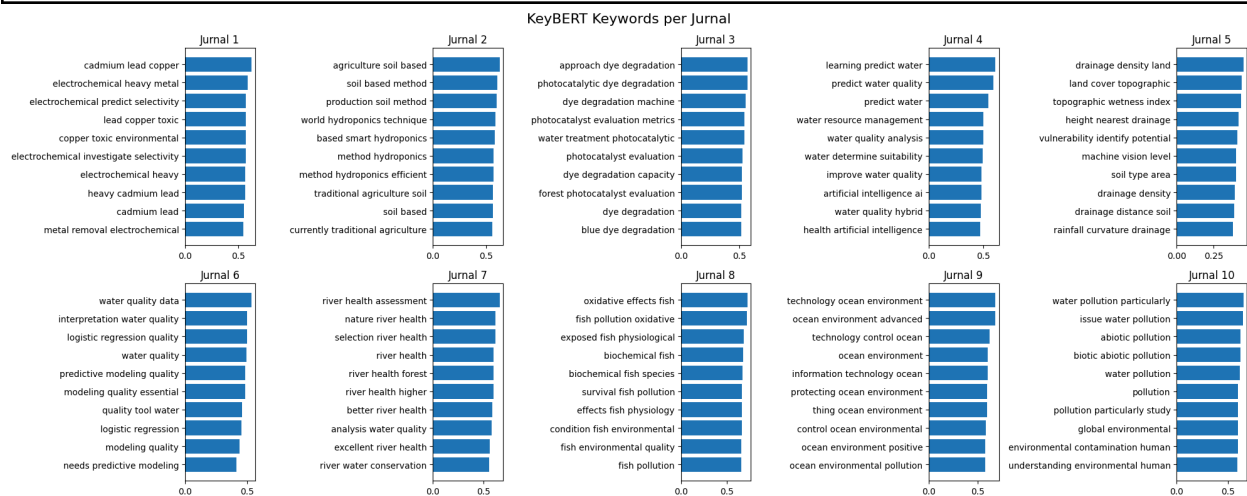 KeyBERT Keywords per Jurnal
Jurnal 1
cadmium lead copper
electrochemical heavy metal
electrochemical predict selectivity
lead copper toxic
copper toxic environmental
electrochemical investigate selectivity
electrochemical heavy
heavy cadmium lead
cadmium lead
metal removal electrochemical
0.0 0.5
Jurnal 2
agriculture soil based
soil based method
production soil method
world hydroponics technique
based smart hydroponics
method hydroponics
method hydroponics efficient
traditional agriculture soil
soil based
currently traditional agriculture
0.0 0.5
Jurnal 3
approach dye degradation
photocatalytic dye degradation
dye degradation machine
photocatalyst evaluation metrics
water treatment photocatalytic
photocatalyst evaluation
dye degradation capacity
forest photocatalyst evaluation
dye degradation
blue dye degradation
0.0 0.5
Jurnal 4
learning predict water
predict water quality
predict water
water resource management
water quality analysis
water determine suitability
improve water quality
artificial intelligence ai
water quality hybrid
health artificial intelligence
0.0 0.5
Jurnal 5
drainage density land
land cover topographic
topographic wetness index
height nearest drainage
vulnerability identify potential
machine vision level
soil type area
drainage density
drainage distance soil
rainfall curvature drainage
0.00 0.25
Jurnal 6
water quality data
interpretation water quality
logistic regression quality
water quality
predictive modeling quality
modeling quality essential
quality tool water
logistic regression
modeling quality
needs predictive modeling
0.0 0.5
Jurnal 7
river health assessment
nature river health
selection river health
river health
river health forest
river health higher
better river health
analysis water quality
excellent river health
river water conservation
0.0 0.5
Jurnal 8
oxidative effects fish
fish pollution oxidative
exposed fish physiological
biochemical fish
biochemical fish species
survival fish pollution
effects fish physiology
condition fish environmental
fish environmental quality
fish pollution
0.0 0.5
Jurnal 9
technology ocean environment
ocean environment advanced
technology control ocean
ocean environment
information technology ocean
protecting ocean environment
thing ocean environment
control ocean environmental
ocean environment positive
ocean environmental pollution
0.0 0.5
Jurnal 10
water pollution particularly
issue water pollution
abiotic pollution
biotic abiotic pollution
water pollution
pollution
pollution particularly study
global environmental
environmental contamination human
understanding environmental human
0.0 0.5